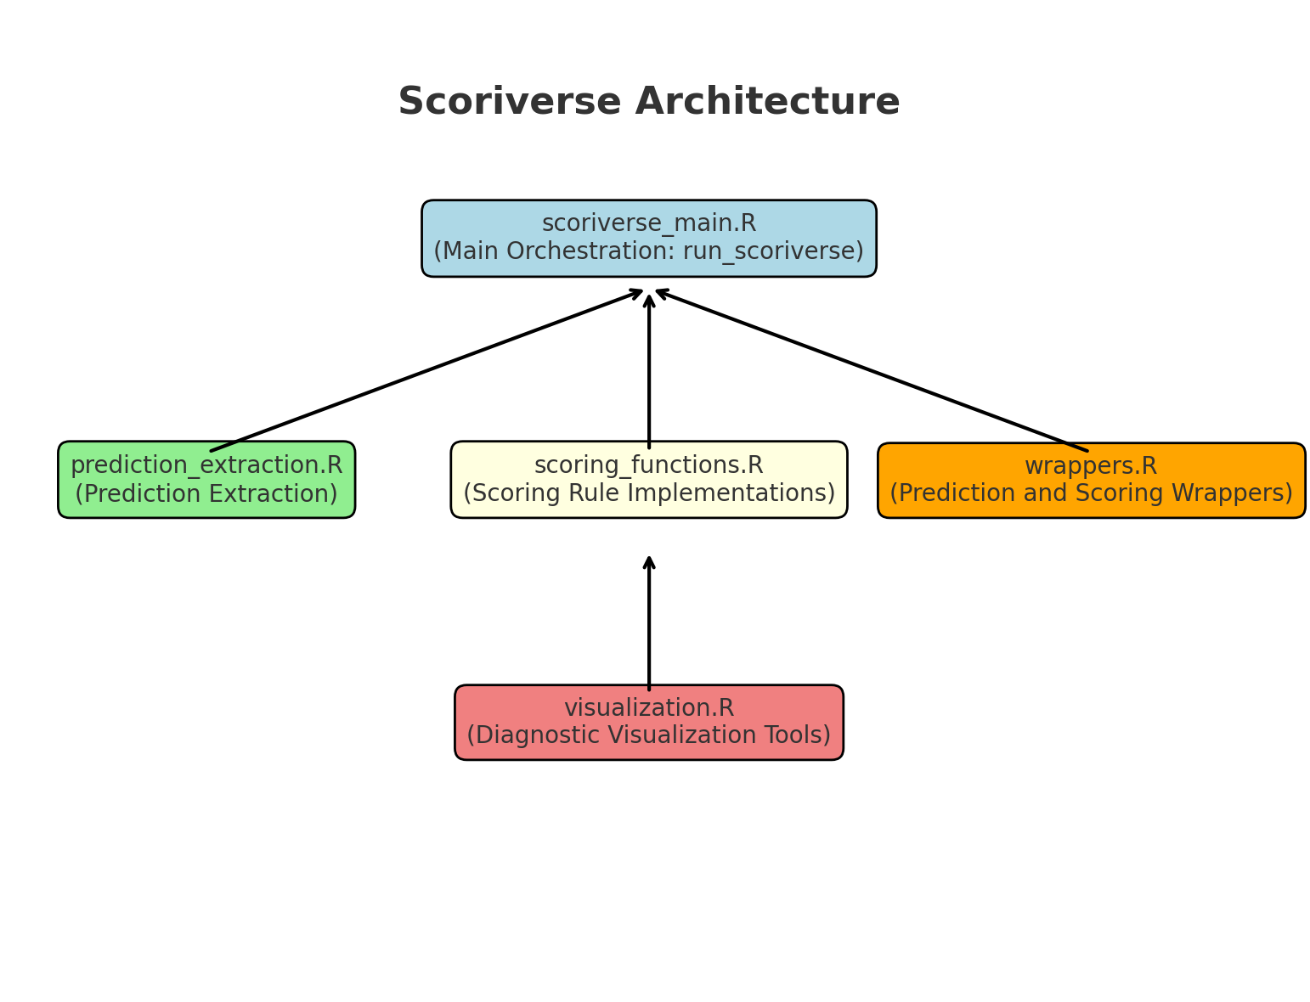 Scoriverse Architecture
scoriverse_main.R
(Main Orchestration: run_scoriverse)
prediction_extraction.R
(Prediction Extraction)
scoring_functions.R
(Scoring Rule Implementations)
wrappers.R
(Prediction and Scoring Wrappers)
visualization.R
(Diagnostic Visualization Tools)